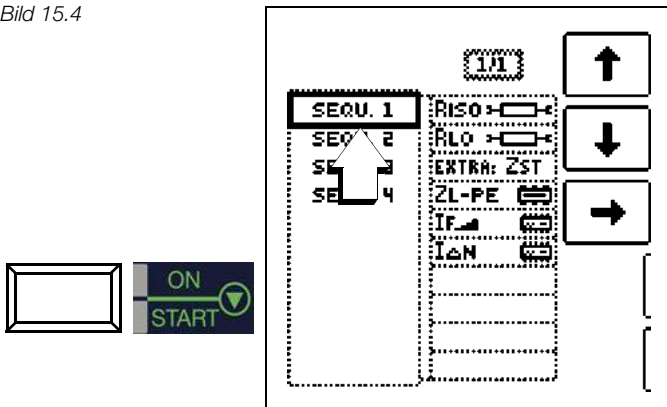 Bild 15.4
1/1
SEQU. 1
RISO
RLO
EXTRA: ZST
ZL-PE
IF
IΔN
ON
START